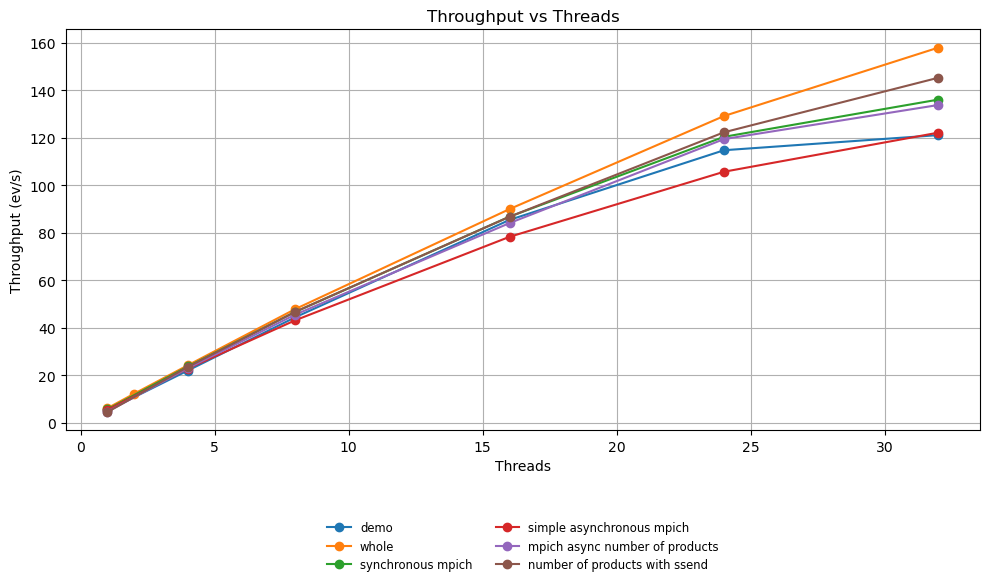 Throughput vs Threads
Throughput (ev/s)
160
140
120
100
80
60
40
20
0
0 5 10 15 20 25 30
Threads
demo
whole
synchronous mpich
simple asynchronous mpich
mpich async number of products
number of products with ssend